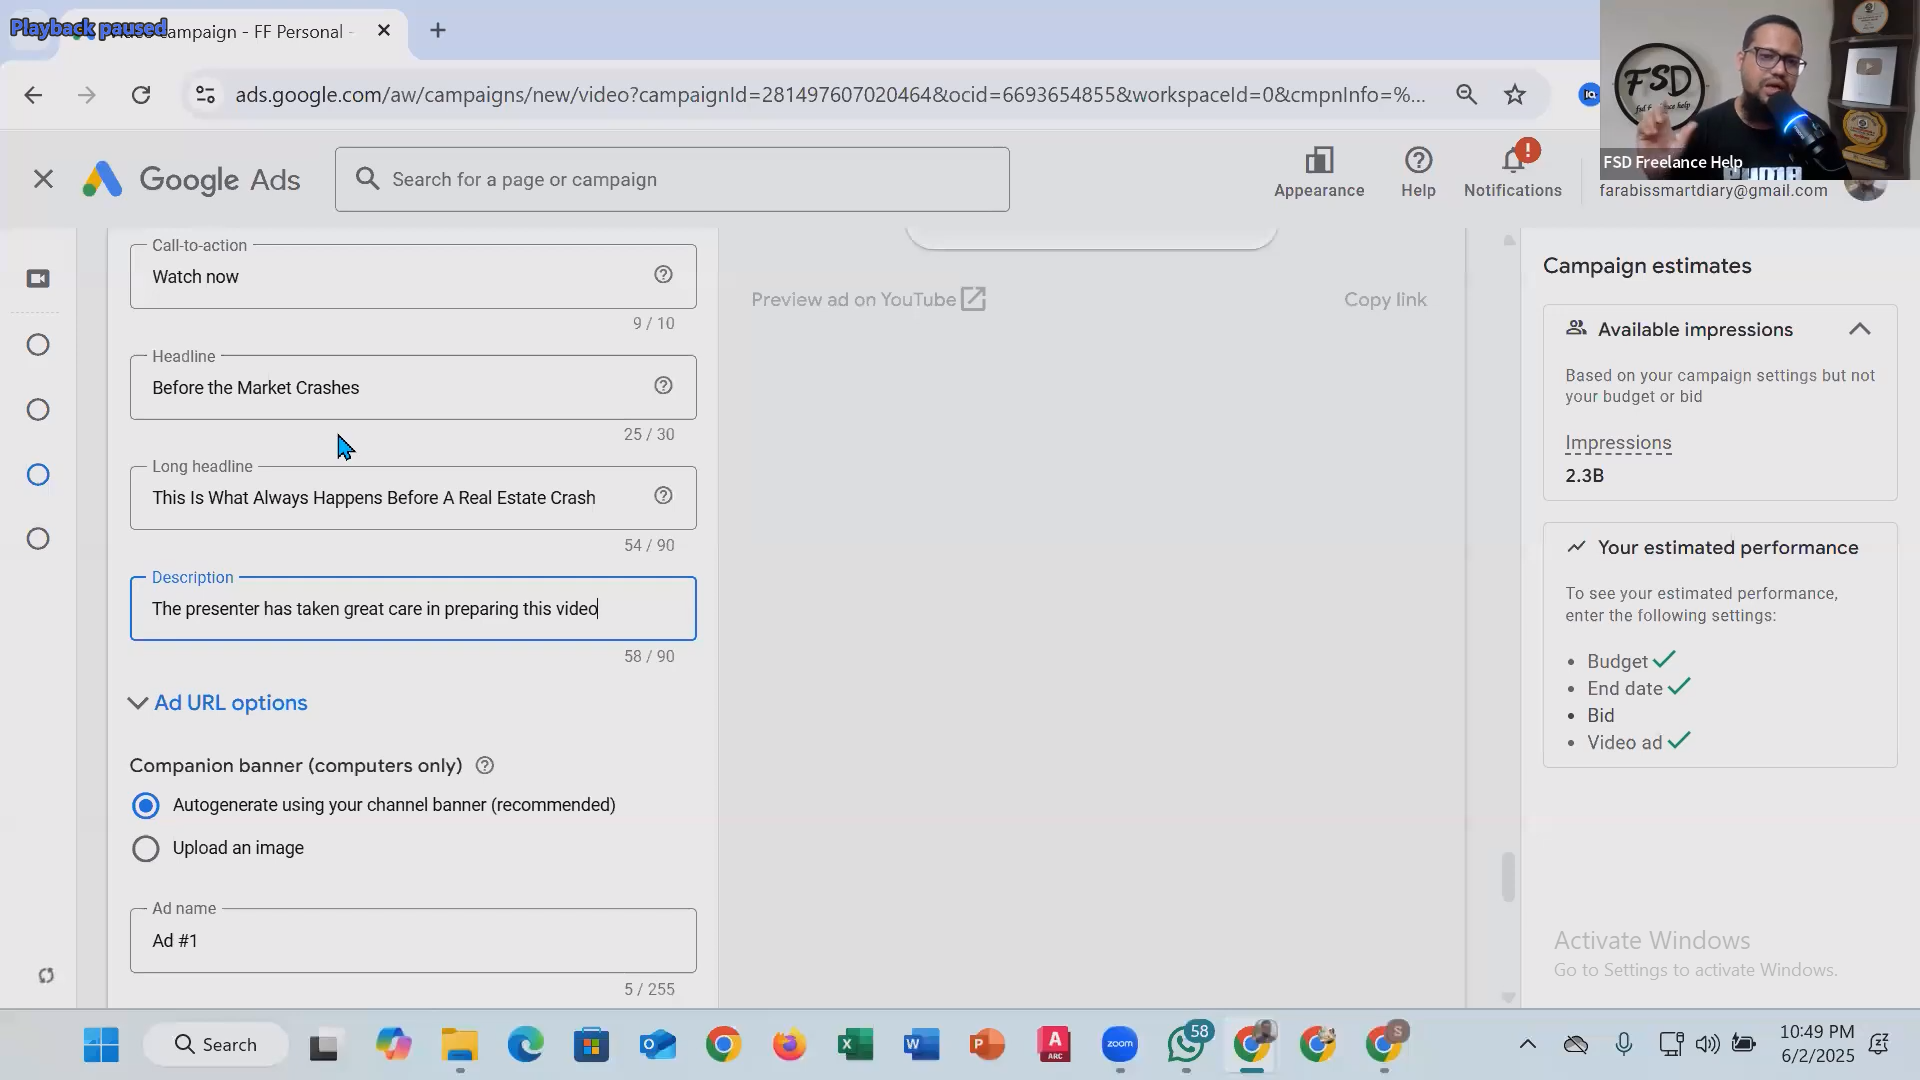 Playback paused
Campaign - FF Personal -
ads.google.com/aw/campaigns/new/video?campaignId=281497607020464&ocid=6693654855&workspaceId=0&cmpnInfo=%...
Google Ads
Search for a page or campaign
Appearance
Help
Notifications
FSD
FSD Freelance Help
farabissmartdiary@gmail.com
Call-to-action
Watch now
9 / 10
Headline
Before the Market Crashes
25 / 30
Long headline
This Is What Always Happens Before A Real Estate Crash
54 / 90
Description
The presenter has taken great care in preparing this video
58 / 90
Ad URL options
Companion banner (computers only)
Autogenerate using your channel banner (recommended)
Upload an image
Ad name
Ad #1
5 / 255
Preview ad on YouTube
Copy link
Campaign estimates
Available impressions
Based on your campaign settings but not
your budget or bid
Impressions
2.3B
Your estimated performance
To see your estimated performance,
enter the following settings:
Budget
End date
Bid
Video ad
Activate Windows
Go to Settings to activate Windows.
Search
zoom
58
S
10:49 PM
6/2/2025